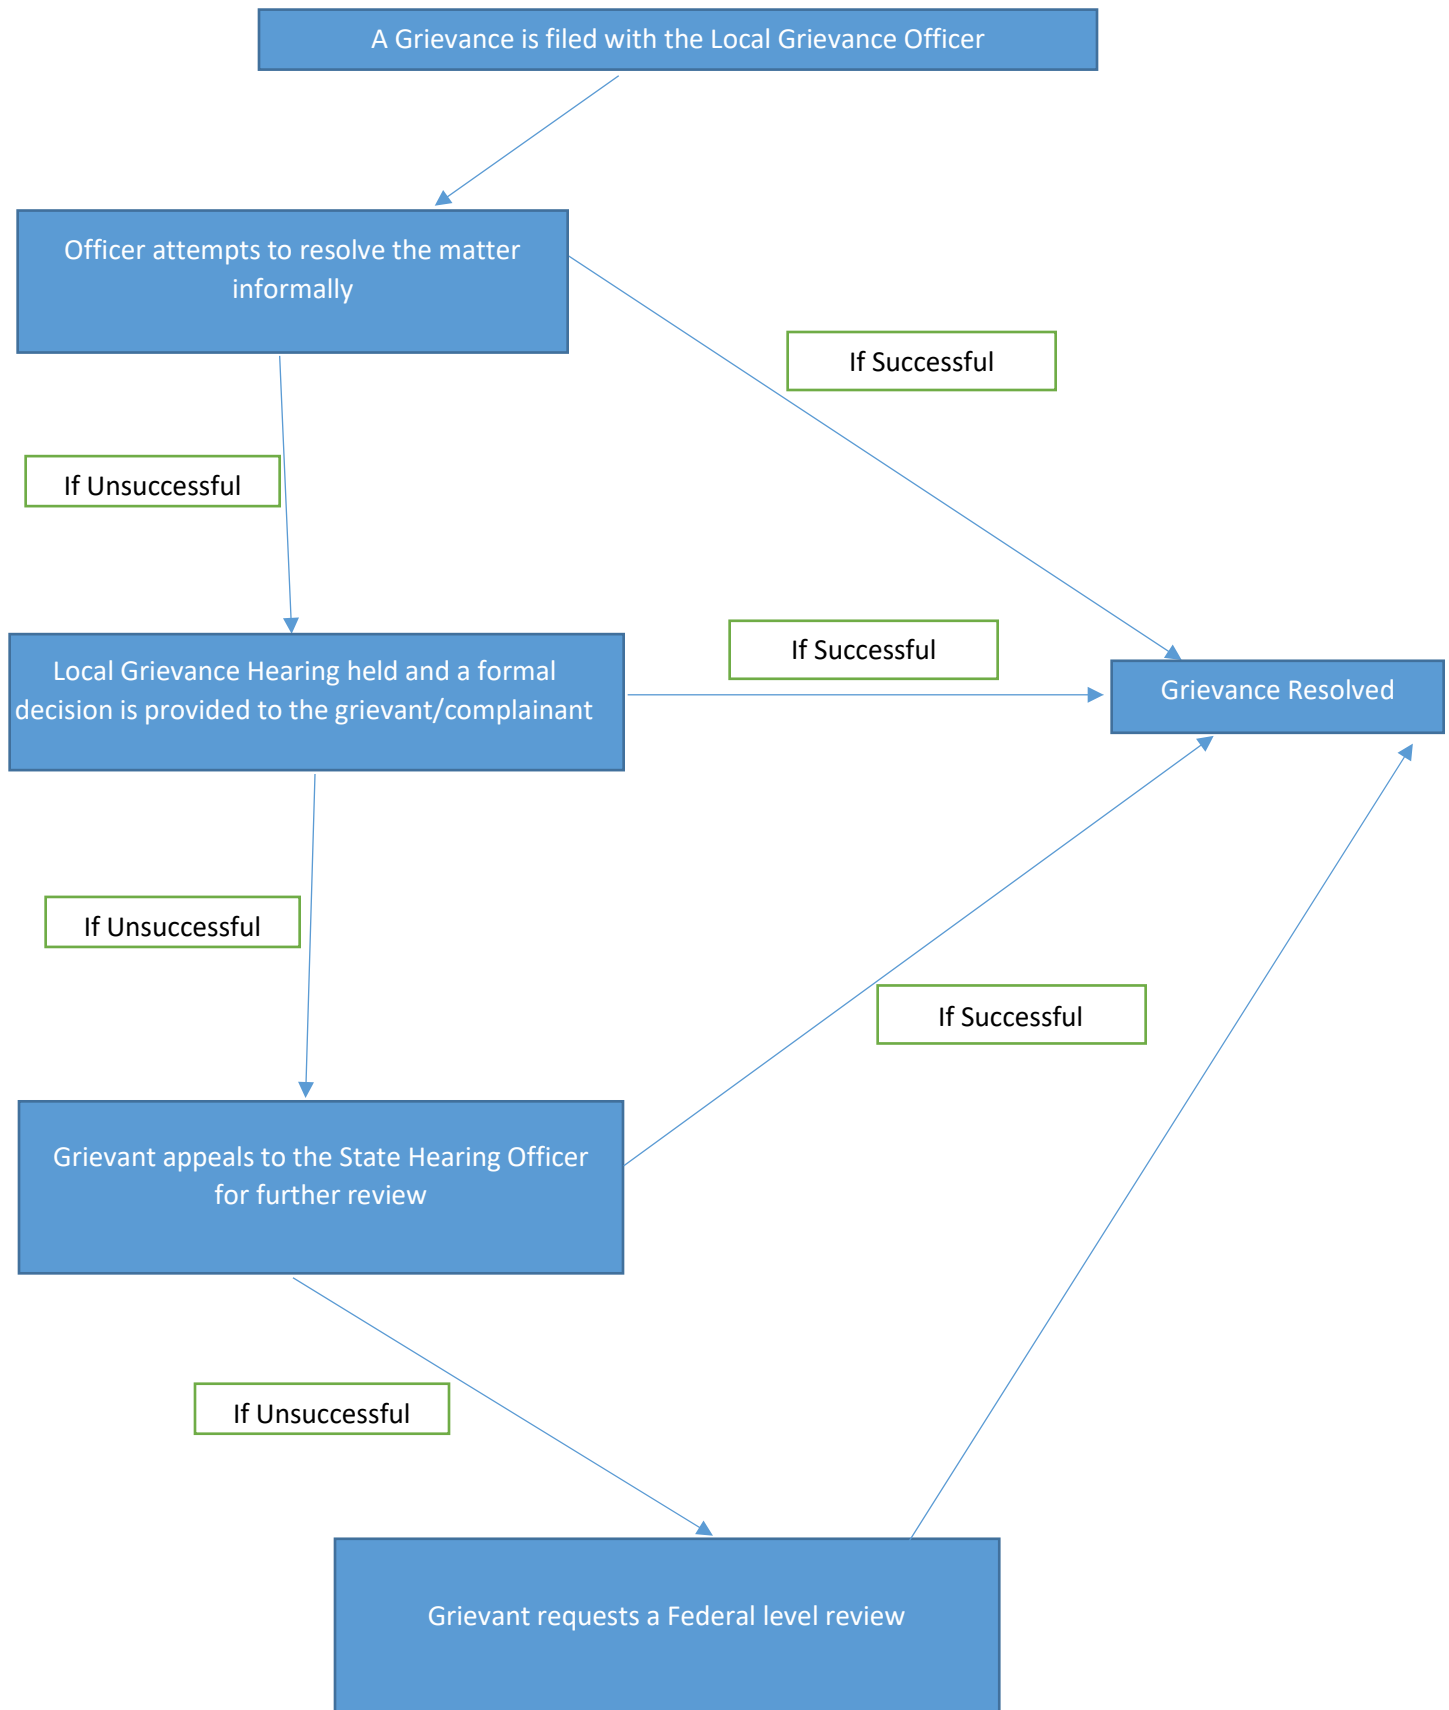 A Grievance is filed with the Local Grievance Officer
Officer attempts to resolve the matter
informally
If Successful
If Unsuccessful
Local Grievance Hearing held and a formal
decision is provided to the grievant/complainant
If Successful
Grievance Resolved
If Unsuccessful
If Successful
Grievant appeals to the State Hearing Officer
for further review
If Unsuccessful
Grievant requests a Federal level review